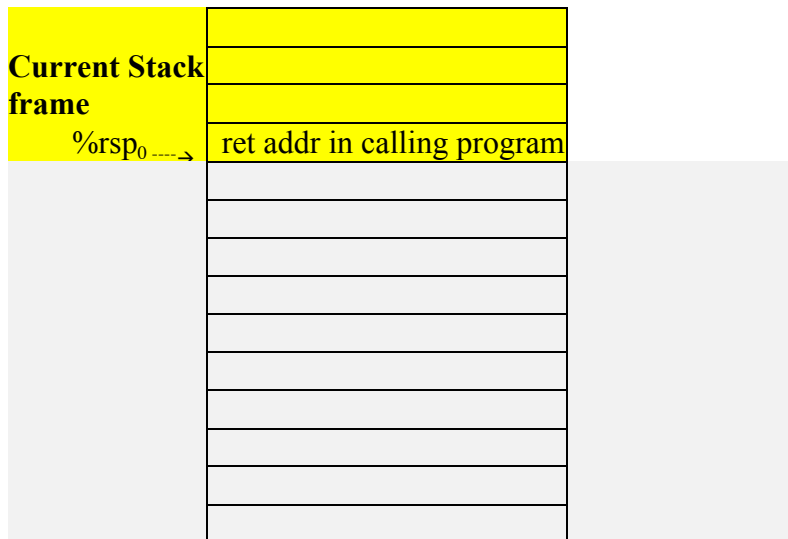 Current Stack
frame
%rsp₀ ----→ ret addr in calling program